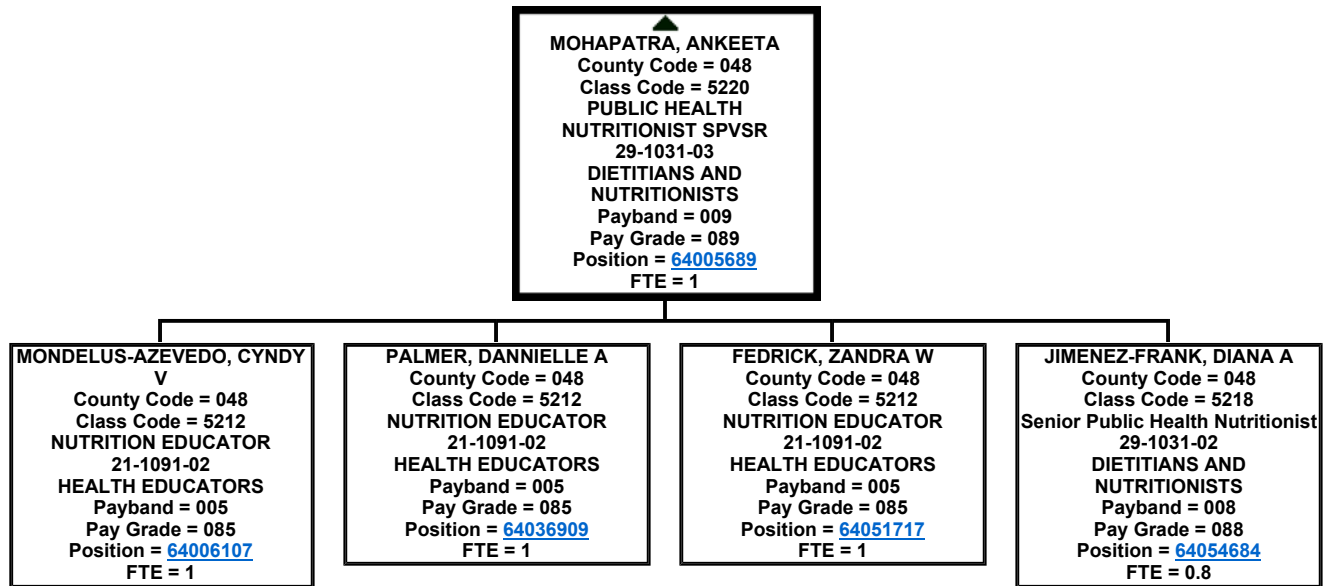 MOHAPATRA, ANKEETA
County Code = 048
Class Code = 5220
PUBLIC HEALTH
NUTRITIONIST SPVSR
29-1031-03
DIETITIANS AND
NUTRITIONISTS
Payband = 009
Pay Grade = 089
Position = 64005689
FTE = 1
MONDELUS-AZEVEDO, CYNDY
V
County Code = 048
Class Code = 5212
NUTRITION EDUCATOR
21-1091-02
HEALTH EDUCATORS
Payband = 005
Pay Grade = 085
Position = 64006107
FTE = 1
PALMER, DANNIELLE A
County Code = 048
Class Code = 5212
NUTRITION EDUCATOR
21-1091-02
HEALTH EDUCATORS
Payband = 005
Pay Grade = 085
Position = 64036909
FTE = 1
FEDRICK, ZANDRA W
County Code = 048
Class Code = 5212
NUTRITION EDUCATOR
21-1091-02
HEALTH EDUCATORS
Payband = 005
Pay Grade = 085
Position = 64051717
FTE = 1
JIMENEZ-FRANK, DIANA A
County Code = 048
Class Code = 5218
Senior Public Health Nutritionist
29-1031-02
DIETITIANS AND
NUTRITIONISTS
Payband = 008
Pay Grade = 088
Position = 64054684
FTE = 0.8